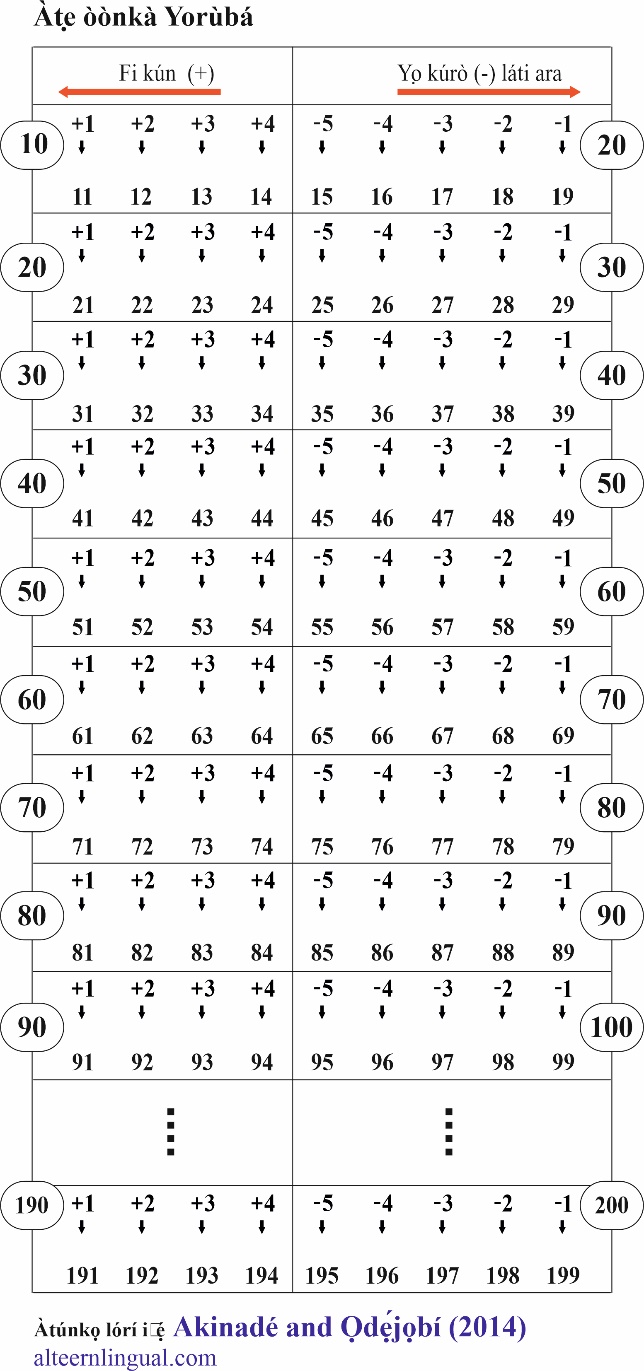 Àtẹ òònkà Yorùbá
Fi kún (+) Yọ kúrò (-) láti ara
10 +1 +2 +3 +4 -5 -4 -3 -2 -1 20
11 12 13 14 15 16 17 18 19
20 +1 +2 +3 +4 -5 -4 -3 -2 -1 30
21 22 23 24 25 26 27 28 29
30 +1 +2 +3 +4 -5 -4 -3 -2 -1 40
31 32 33 34 35 36 37 38 39
40 +1 +2 +3 +4 -5 -4 -3 -2 -1 50
41 42 43 44 45 46 47 48 49
50 +1 +2 +3 +4 -5 -4 -3 -2 -1 60
51 52 53 54 55 56 57 58 59
60 +1 +2 +3 +4 -5 -4 -3 -2 -1 70
61 62 63 64 65 66 67 68 69
70 +1 +2 +3 +4 -5 -4 -3 -2 -1 80
71 72 73 74 75 76 77 78 79
80 +1 +2 +3 +4 -5 -4 -3 -2 -1 90
81 82 83 84 85 86 87 88 89
90 +1 +2 +3 +4 -5 -4 -3 -2 -1 100
91 92 93 94 95 96 97 98 99
190 +1 +2 +3 +4 -5 -4 -3 -2 -1 200
191 192 193 194 195 196 197 198 199
Àtúnkọ lórí Akinadé and Ọdẹ́jọbí (2014)
alteernlingual.com